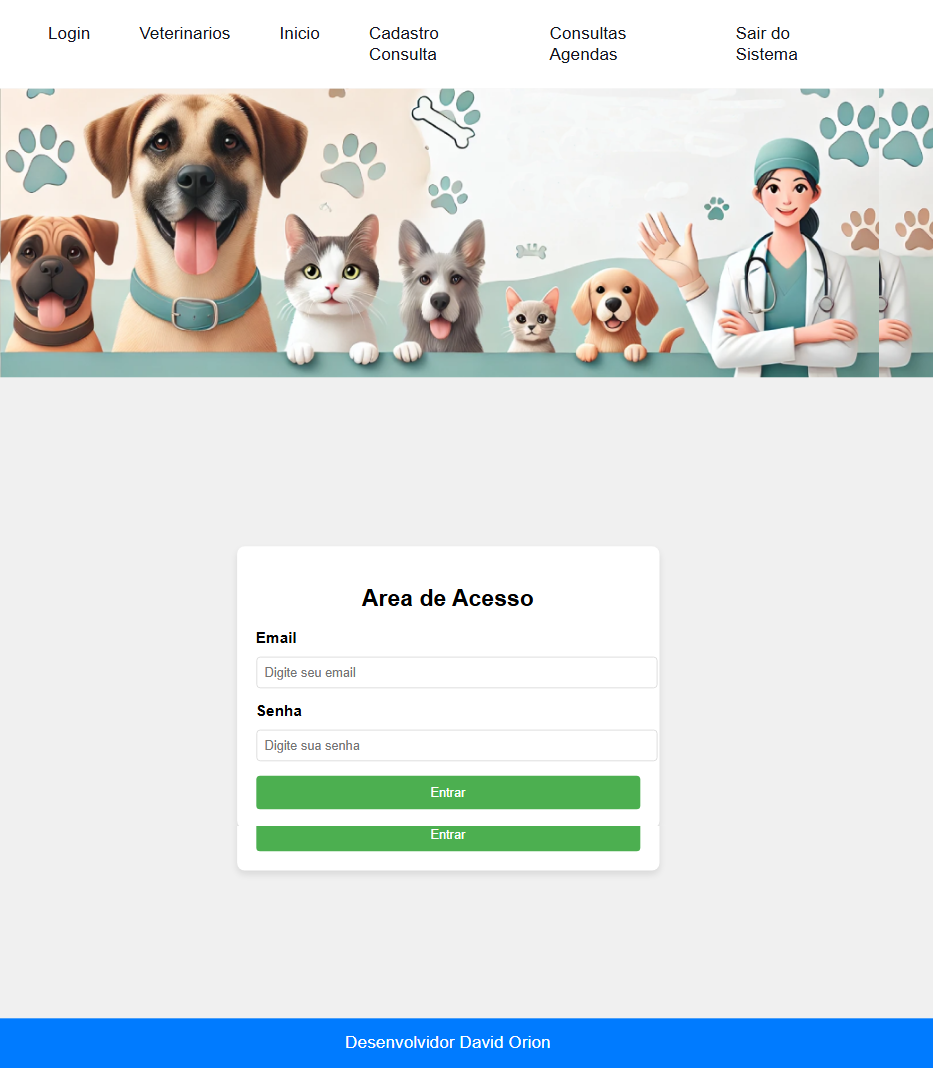 Login
Veterinarios
Inicio
Cadastro
Consulta
Consultas
Agendas
Sair do
Sistema
Area de Acesso
Email
Digite seu email
Senha
Digite sua senha
Entrar
Entrar
Desenvolvidor David Orion